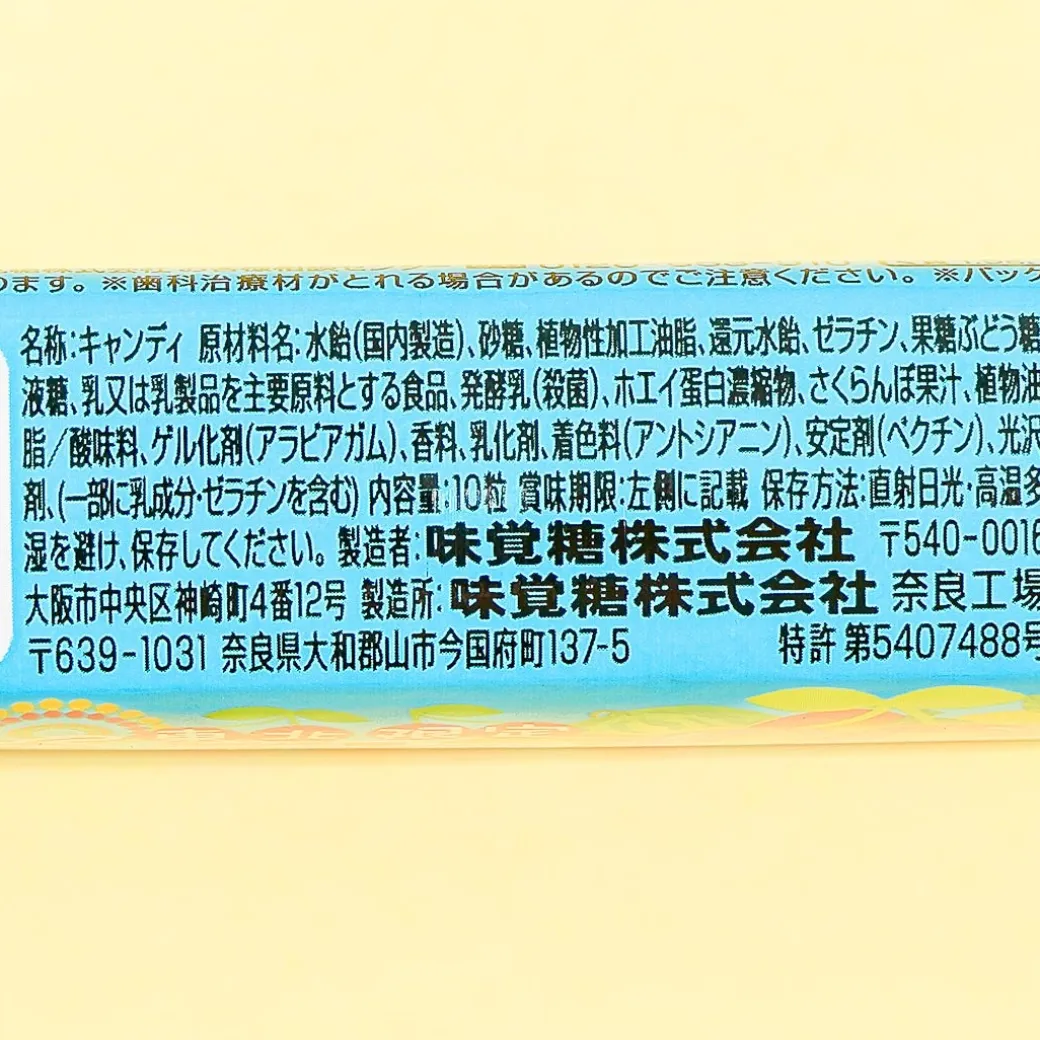 ります。※歯科治療材がとれる場合があるのでご注意ください。※パック
名称:キャンディ 原材料名:水飴(国内製造)、砂糖、植物性加工油脂、還元水飴、ゼラチン、果糖ぶどう糖
液糖、乳又は乳製品を主要原料とする食品、発酵乳(殺菌)、ホエイ蛋白濃縮物、さくらんぼ果汁、植物油
脂/酸味料、ゲル化剤(アラビアガム)、香料、乳化剤、着色料(アントシアニン)、安定剤(ペクチン)、光沢
剤、(一部に乳成分・ゼラチンを含む) 内容量:10粒 賞味期限:左側に記載 保存方法:直射日光・高温多
湿を避け、保存してください。 製造者:味覚糖株式会社 〒540-0016
大阪市中央区神崎町4番12号 製造所:味覚糖株式会社 奈良工場
〒639-1031 奈良県大和郡山市今国府町137-5 特許 第5407488号